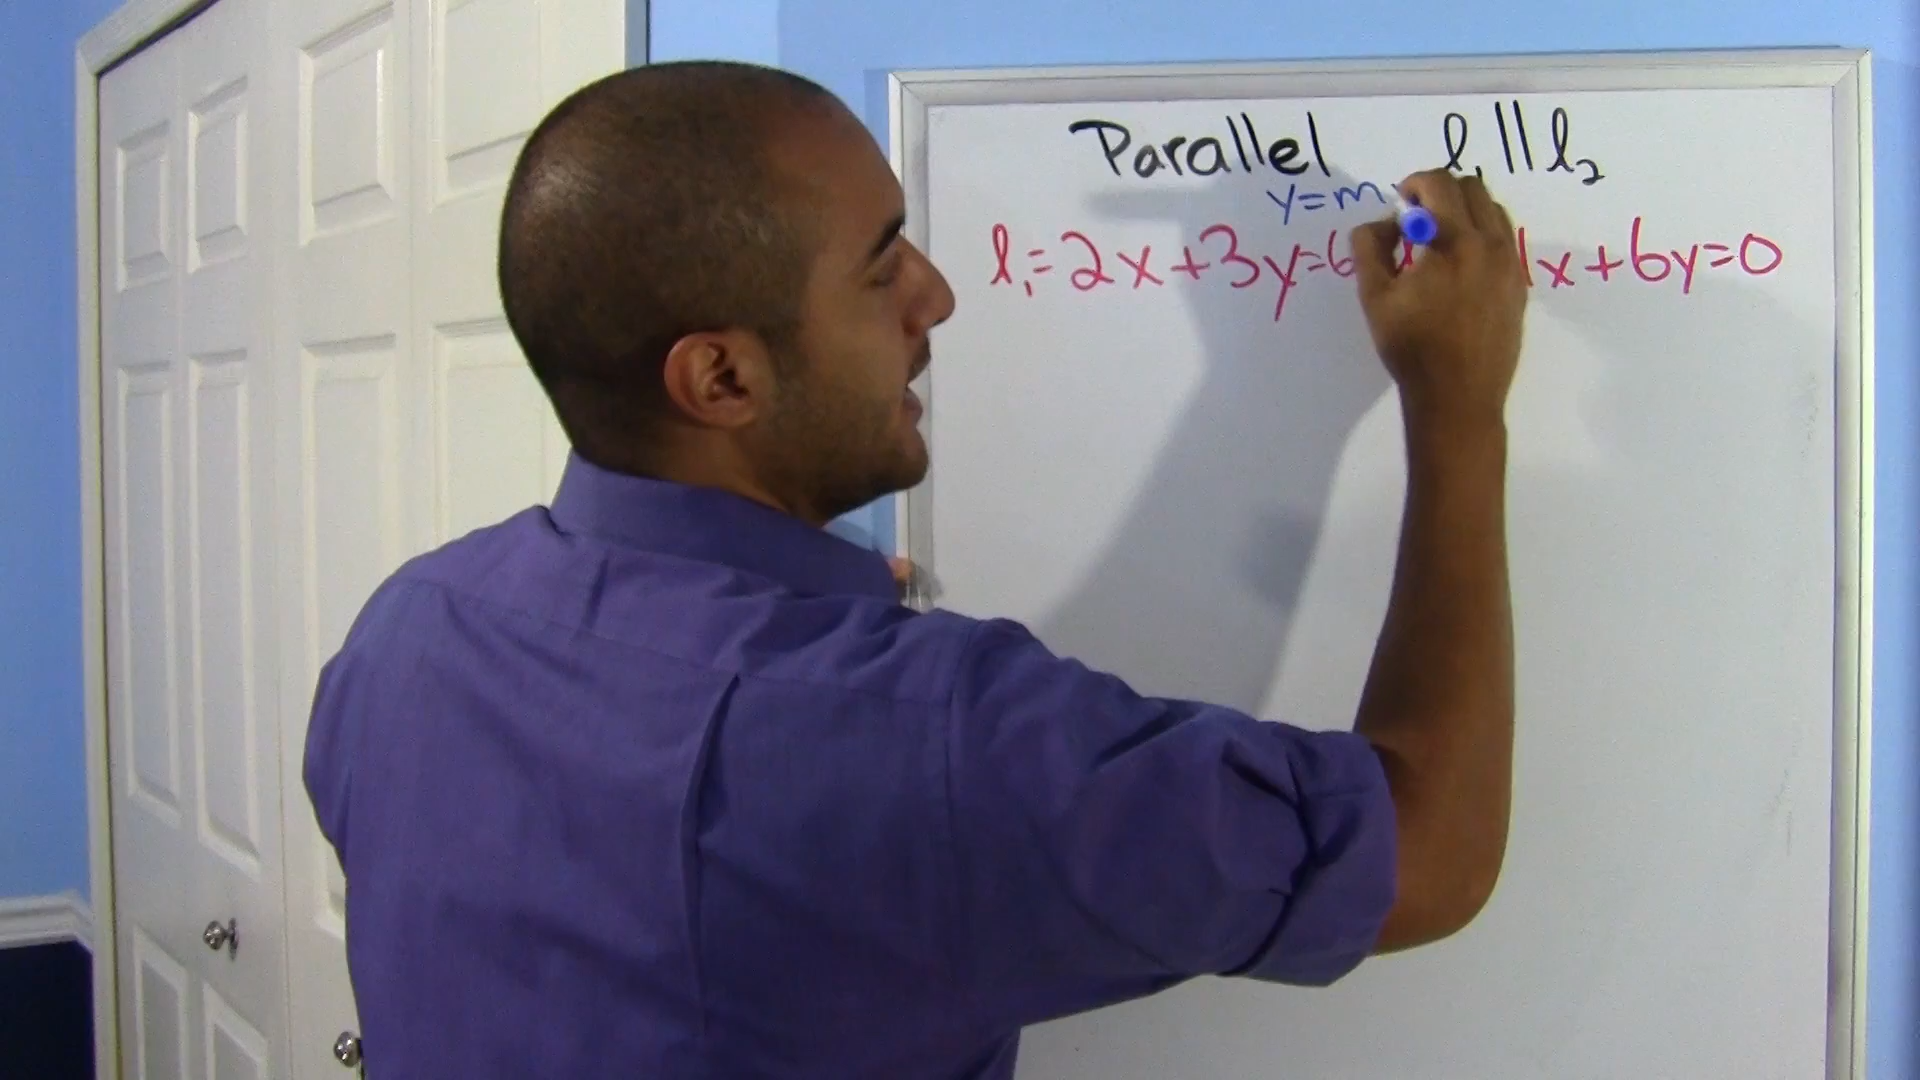 Parallel l₁ || l₂
y=m
l₁= 2x+3y=6 x+6y=0